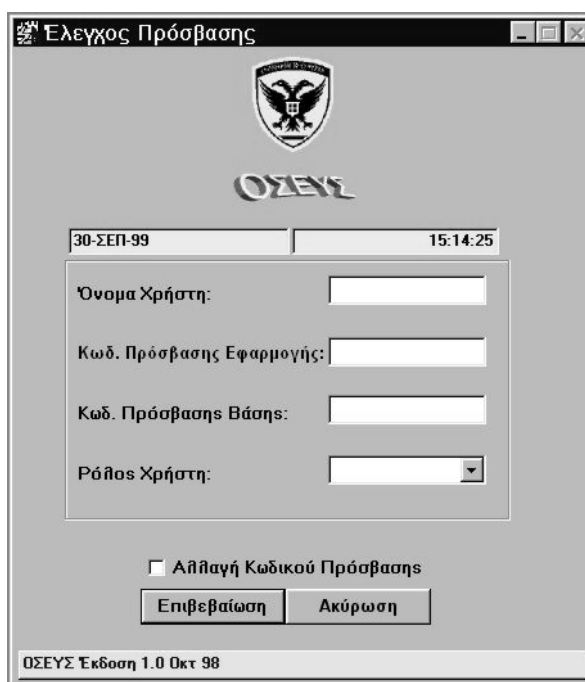 Έλεγχος Πρόσβασης
ΟΣΕΥΣ
30-ΣΕΠ-99 15:14:25
Όνομα Χρήστη:
Κωδ. Πρόσβασης Εφαρμογής:
Κωδ. Πρόσβασης Βάσης:
Ρόλος Χρήστη:
Αλλαγή Κωδικού Πρόσβασης
Επιβεβαίωση Ακύρωση
ΟΣΕΥΣ Έκδοση 1.0 Οκτ 98